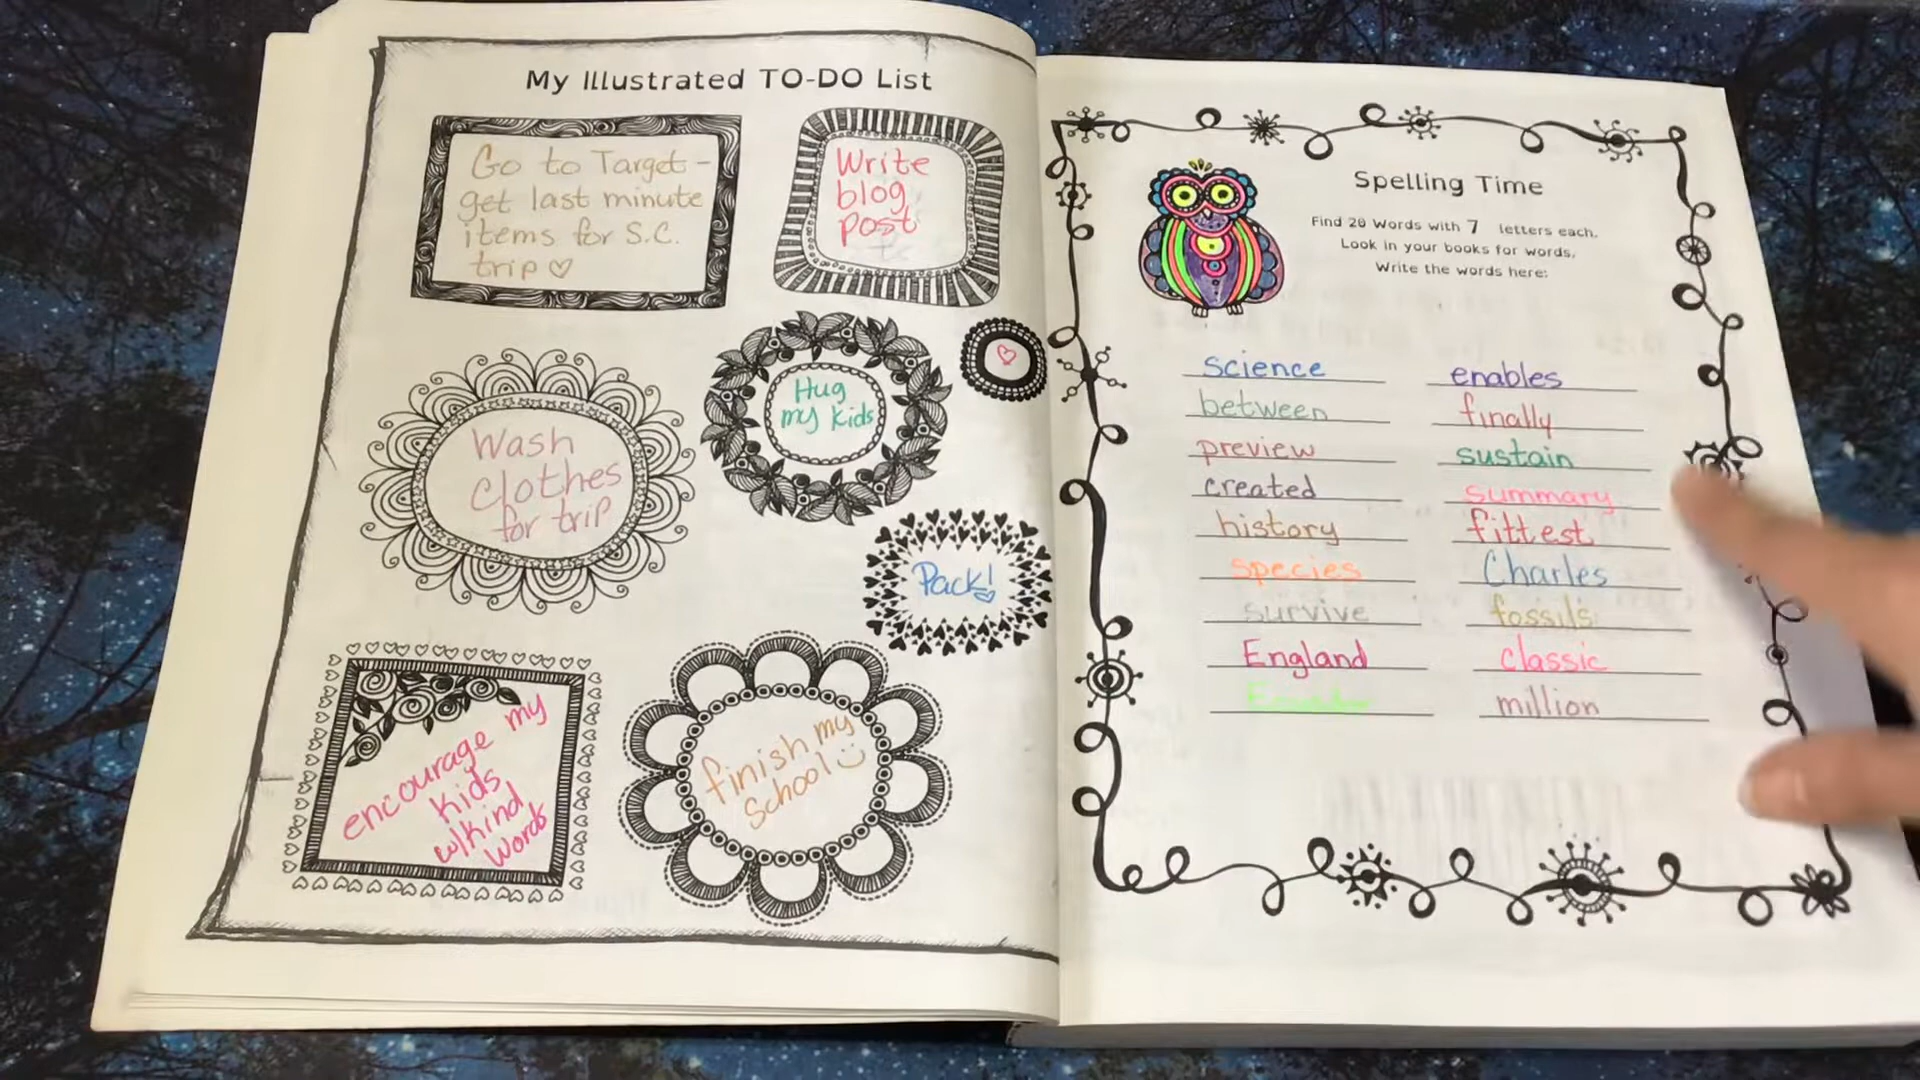 My Illustrated TO-DO List
Go to Target -
get last minute
items for S.C.
trip ♡
Write
blog
post
Hug
my kids
Wash
clothes
for trip
Pack!
encourage my
kids
w/kind
words
finish my
school
Spelling Time
Find 20 Words with 7 letters each.
Look in your books for words,
Write the words here:
science
between
preview
created
history
species
survive
England
enables
finally
sustain
summary
fittest
Charles
fossils
classic
million